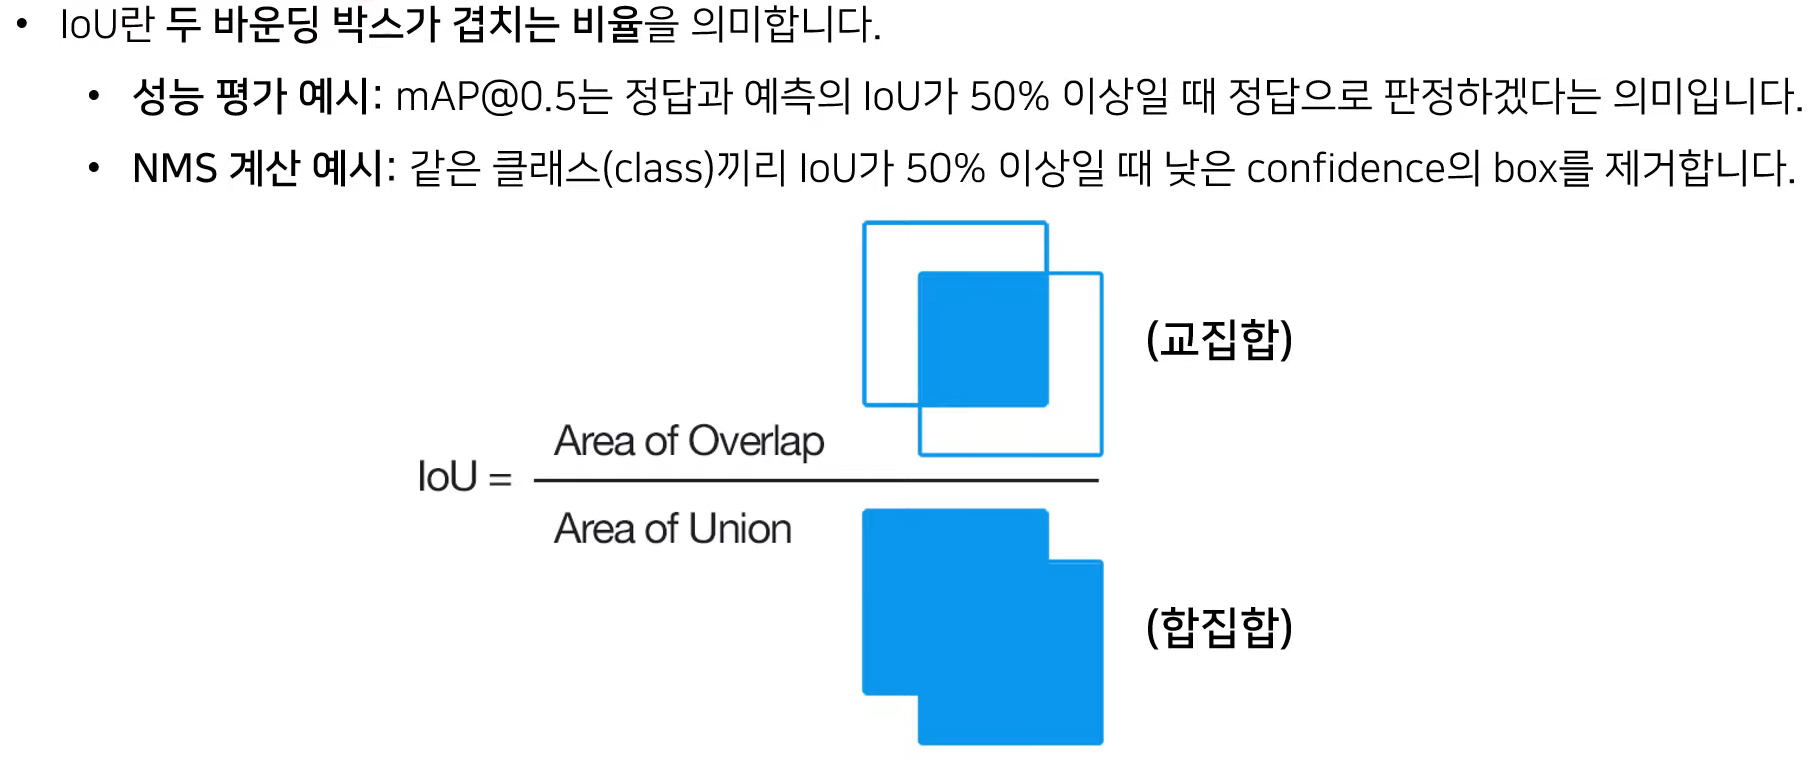 • IoU란 두 바운딩 박스가 겹치는 비율을 의미합니다.
• 성능 평가 예시: mAP@0.5는 정답과 예측의 IoU가 50% 이상일 때 정답으로 판정하겠다는 의미입니다.
• NMS 계산 예시: 같은 클래스(class)끼리 IoU가 50% 이상일 때 낮은 confidence의 box를 제거합니다.
(교집합)
Area of Overlap
IoU =
Area of Union
(합집합)